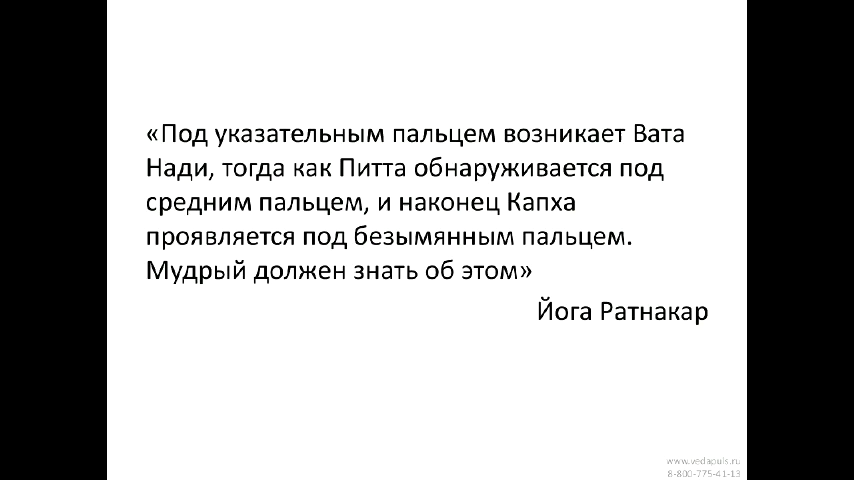 «Под указательным пальцем возникает Вата
Нади, тогда как Питта обнаруживается под
средним пальцем, и наконец Капха
проявляется под безымянным пальцем.
Мудрый должен знать об этом»
Йога Ратнакар
www.vedapuls.ru
8-800-775-41-13